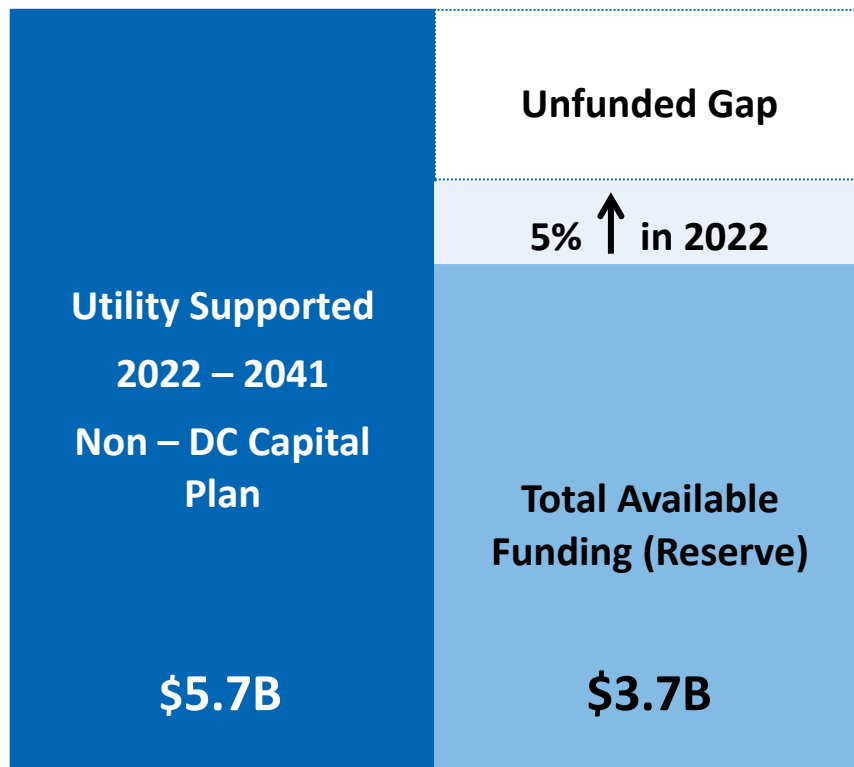 Utility Supported
2022 – 2041
Non – DC Capital
Plan
$5.7B
Unfunded Gap
5% ↑ in 2022
Total Available
Funding (Reserve)
$3.7B